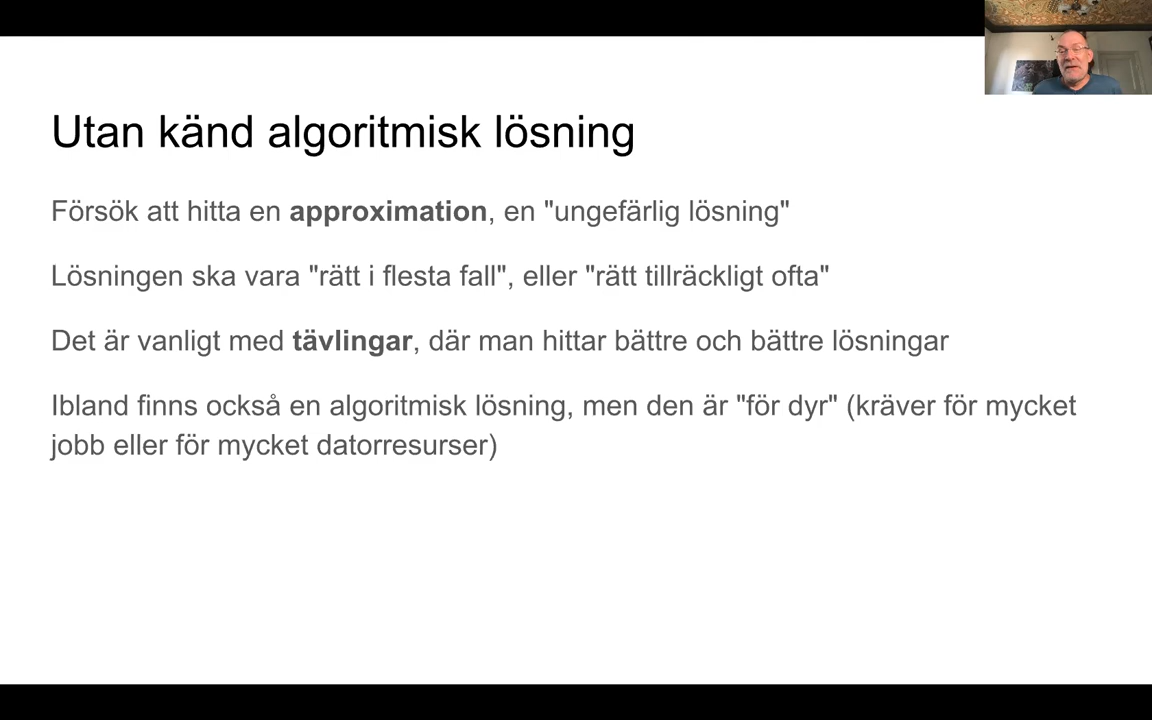 Utan känd algoritmisk lösning
Försök att hitta en approximation, en "ungefärlig lösning"
Lösningen ska vara "rätt i flesta fall", eller "rätt tillräckligt ofta"
Det är vanligt med tävlingar, där man hittar bättre och bättre lösningar
Ibland finns också en algoritmisk lösning, men den är "för dyr" (kräver för mycket
jobb eller för mycket datorresurser)